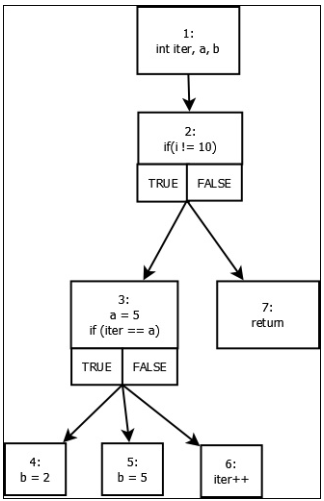 1:
int iter, a, b
2:
if(i != 10)
TRUE FALSE
3:
a = 5
if (iter == a)
7:
return
TRUE FALSE
4:
b = 2
5:
b = 5
6:
iter++